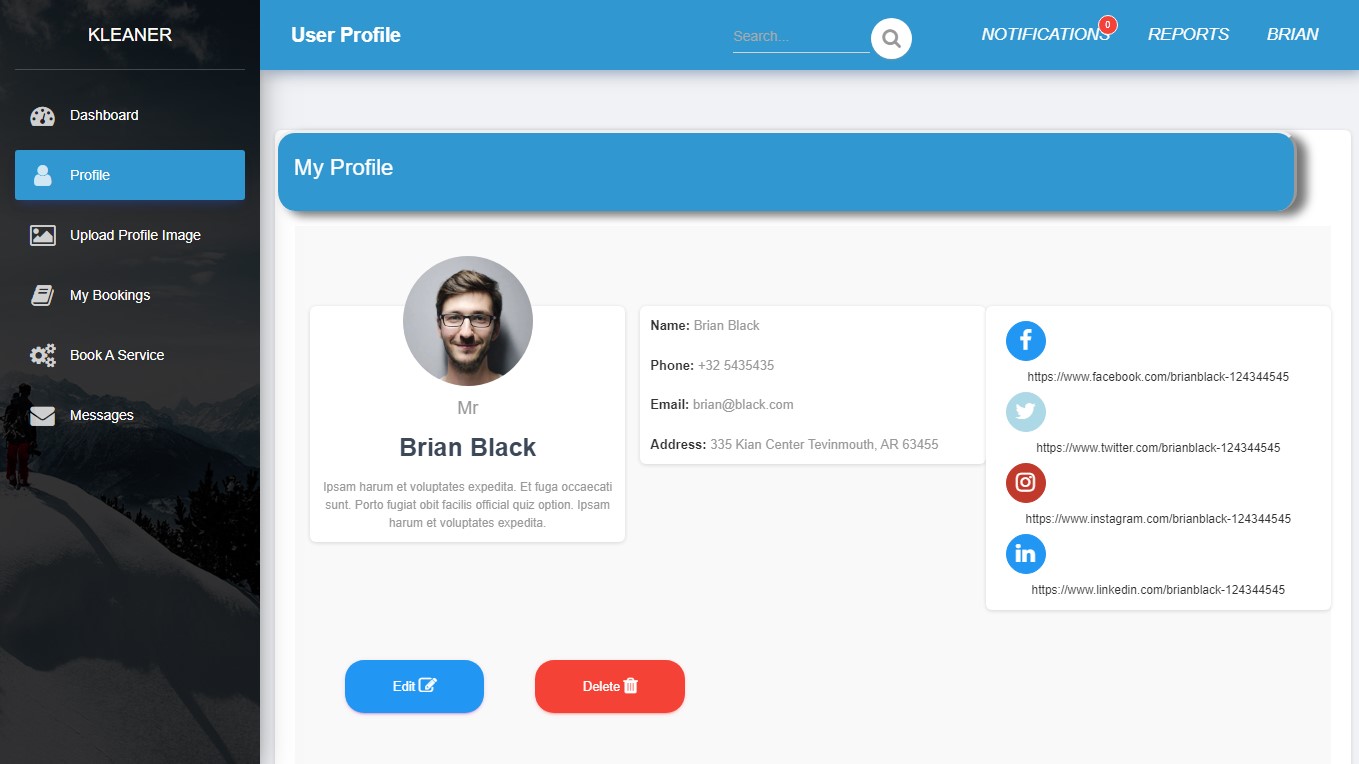 KLEANER
User Profile
Search...
NOTIFICATIONS
0
REPORTS
BRIAN
Dashboard
Profile
Upload Profile Image
My Bookings
Book A Service
Messages
My Profile
Mr
Brian Black
Ipsam harum et voluptates expedita. Et fuga occaecati
sunt. Porto fugiat obit facilis official quiz option. Ipsam
harum et voluptates expedita.
Name: Brian Black
Phone: +32 5435435
Email: brian@black.com
Address: 335 Kian Center Tevinmouth, AR 63455
https://www.facebook.com/brianblack-124344545
https://www.twitter.com/brianblack-124344545
https://www.instagram.com/brianblack-124344545
https://www.linkedin.com/brianblack-124344545
Edit
Delete